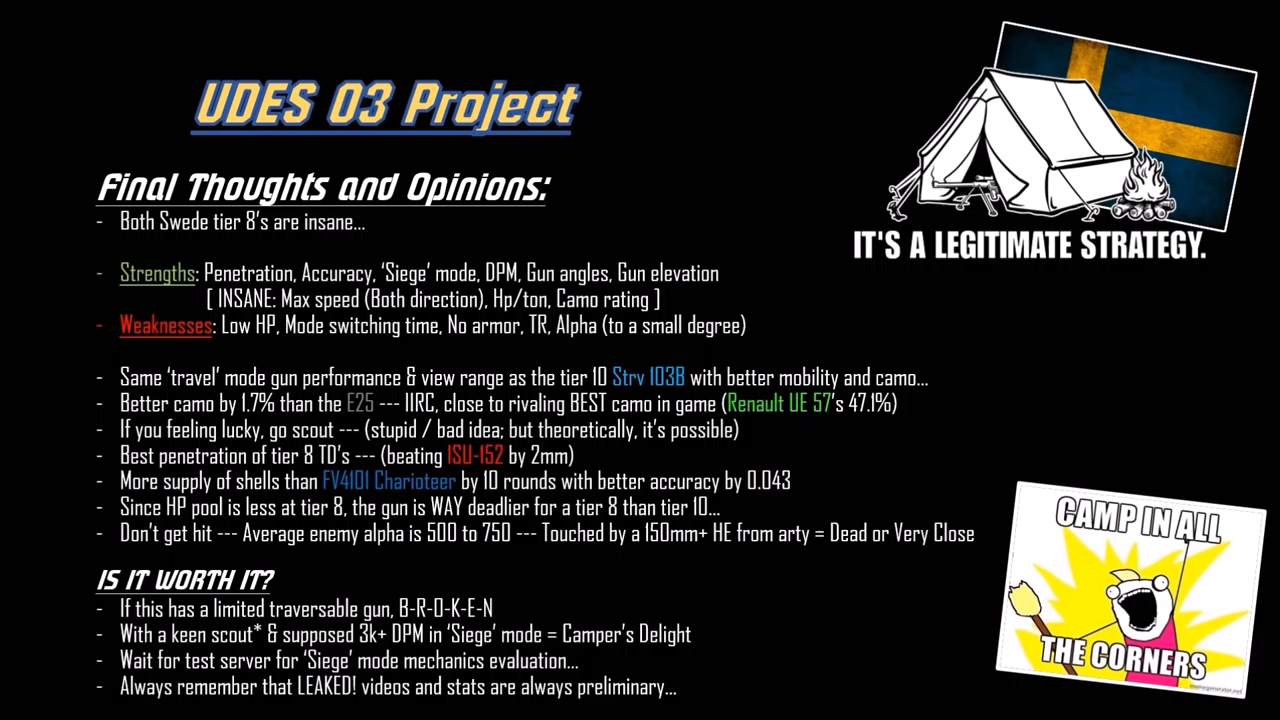 UDES 03 Project
Final Thoughts and Opinions:
- Both Swede tier 8's are insane...
- Strengths: Penetration, Accuracy, 'Siege' mode, DPM, Gun angles, Gun elevation
[ INSANE: Max speed (Both direction), Hp/ton, Camo rating ]
- Weaknesses: Low HP, Mode switching time, No armor, TR, Alpha (to a small degree)
- Same 'travel' mode gun performance & view range as the tier 10 Strv 103B with better mobility and camo...
- Better camo by 1.7% than the E25 --- IIRC, close to rivaling BEST camo in game (Renault UE 57's 47.1%)
- If you feeling lucky, go scout --- (stupid / bad idea; but theoretically, it's possible)
- Best penetration of tier 8 TD's --- (beating ISU-152 by 2mm)
- More supply of shells than FV4101 Charioteer by 10 rounds with better accuracy by 0.043
- Since HP pool is less at tier 8, the gun is WAY deadlier for a tier 8 than tier 10...
- Don't get hit --- Average enemy alpha is 500 to 750 --- Touched by a 150mm+ HE from arty = Dead or Very Close
IS IT WORTH IT?
- If this has a limited traversable gun, B-R-O-K-E-N
- With a keen scout* & supposed 3k+ DPM in 'Siege' mode = Camper's Delight
- Wait for test server for 'Siege' mode mechanics evaluation...
- Always remember that LEAKED! videos and stats are always preliminary...
IT'S A LEGITIMATE STRATEGY.
CAMP IN ALL
THE CORNERS